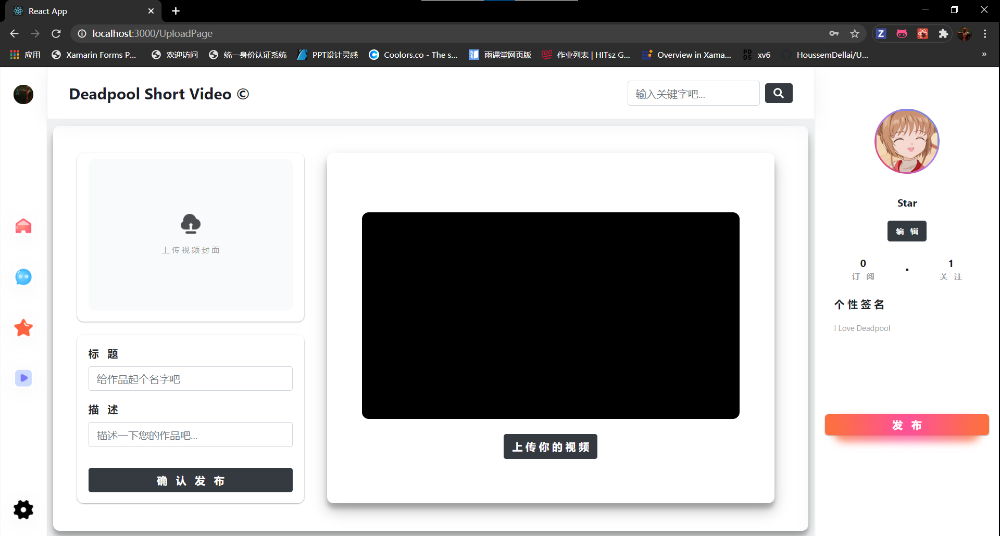 React App
localhost:3000/UploadPage
应用
Xamarin Forms P...
欢迎访问
统一身份认证系统
PPT设计灵感
Coolors.co - The s...
雨课堂网页版
100
作业列表 | HITsz G...
Overview in Xama...
PD
OS
xv6
HoussemDellai/U...
»
Z
Deadpool Short Video ©
输入关键字吧...
上传视频封面
标 题
给作品起个名字吧
描 述
描述一下您的作品吧...
确 认 发 布
上传你的视频
Star
编 辑
0
订 阅
•
1
关 注
个性签名
I Love Deadpool
发 布